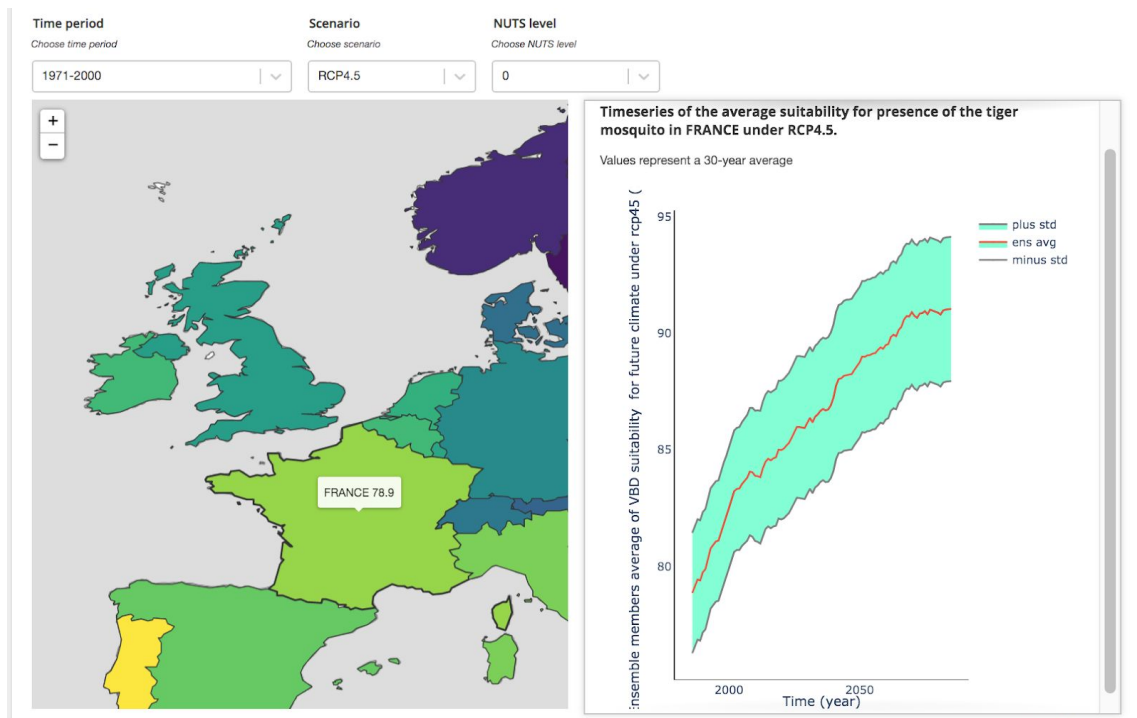 Time period
Choose time period
1971-2000
Scenario
Choose scenario
RCP4.5
NUTS level
Choose NUTS level
0
+
−
FRANCE 78.9
Timeseries of the average suitability for presence of the tiger
mosquito in FRANCE under RCP4.5.
Values represent a 30-year average
nsemble members average of VBD suitability for future climate under rcp45 (
95
90
85
80
2000
2050
Time (year)
plus std
ens avg
minus std